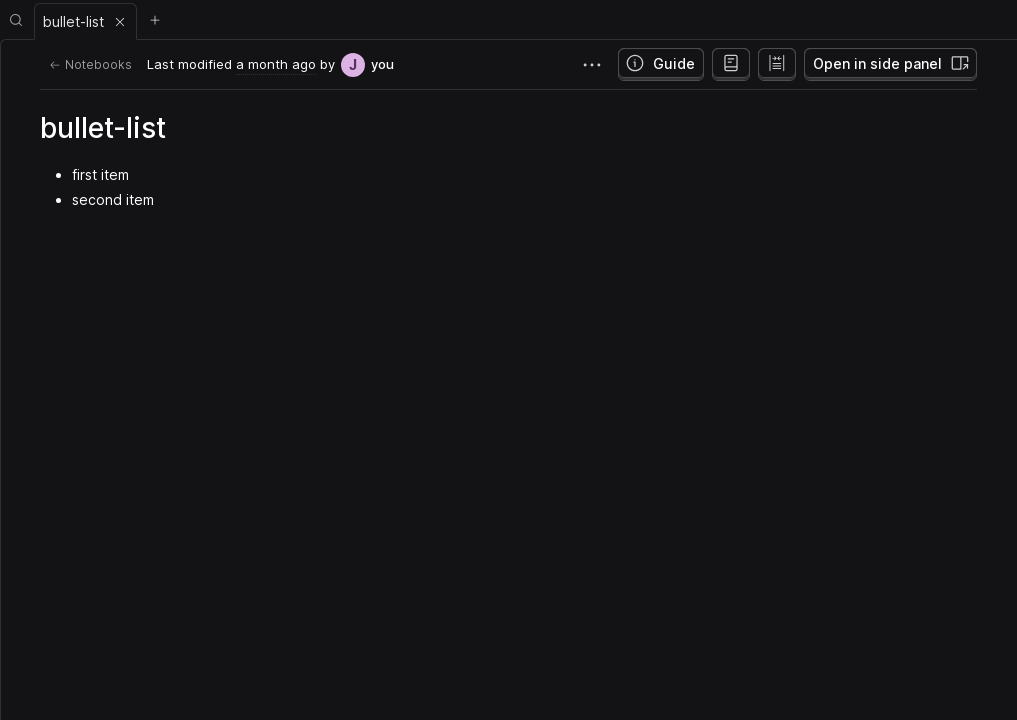 bullet-list
Notebooks
Last modified a month ago by J you
Guide
Open in side panel
bullet-list
• first item
• second item